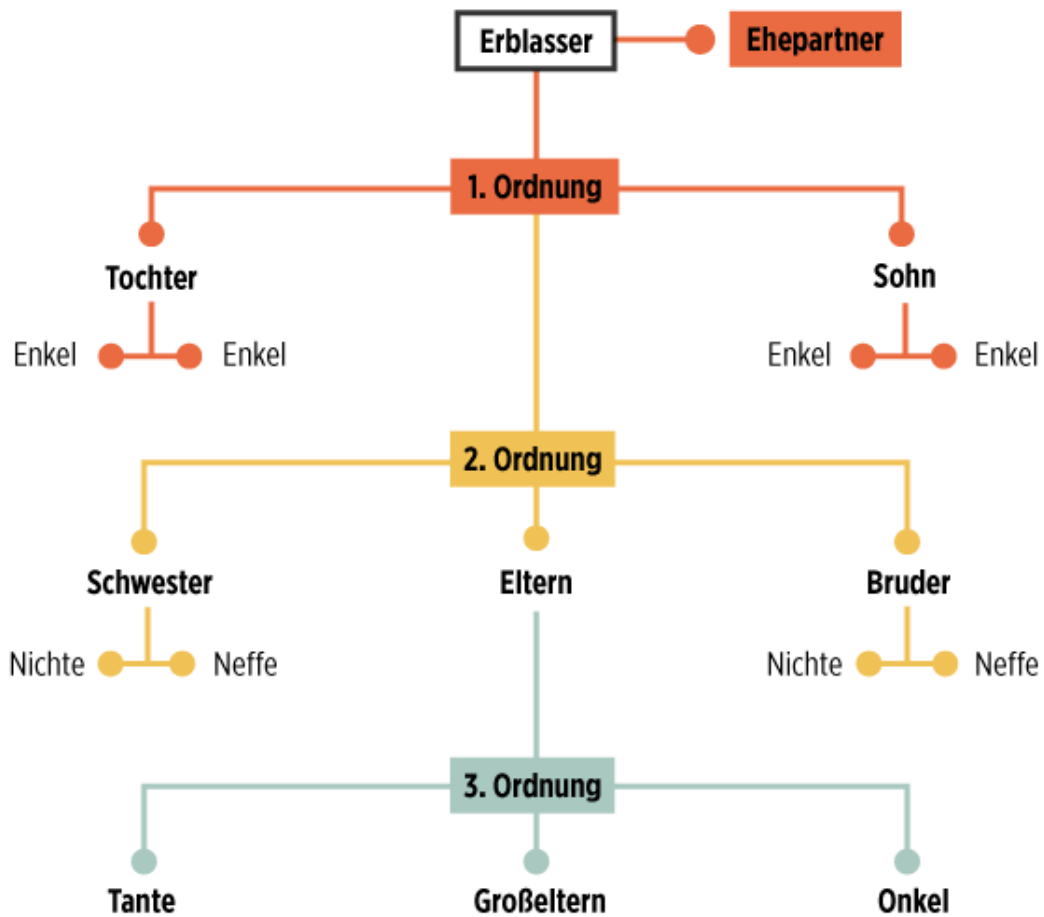 Erblasser
Ehepartner
1. Ordnung
Tochter
Sohn
Enkel
Enkel
Enkel
Enkel
2. Ordnung
Schwester
Eltern
Bruder
Nichte
Neffe
Nichte
Neffe
3. Ordnung
Tante
Großeltern
Onkel